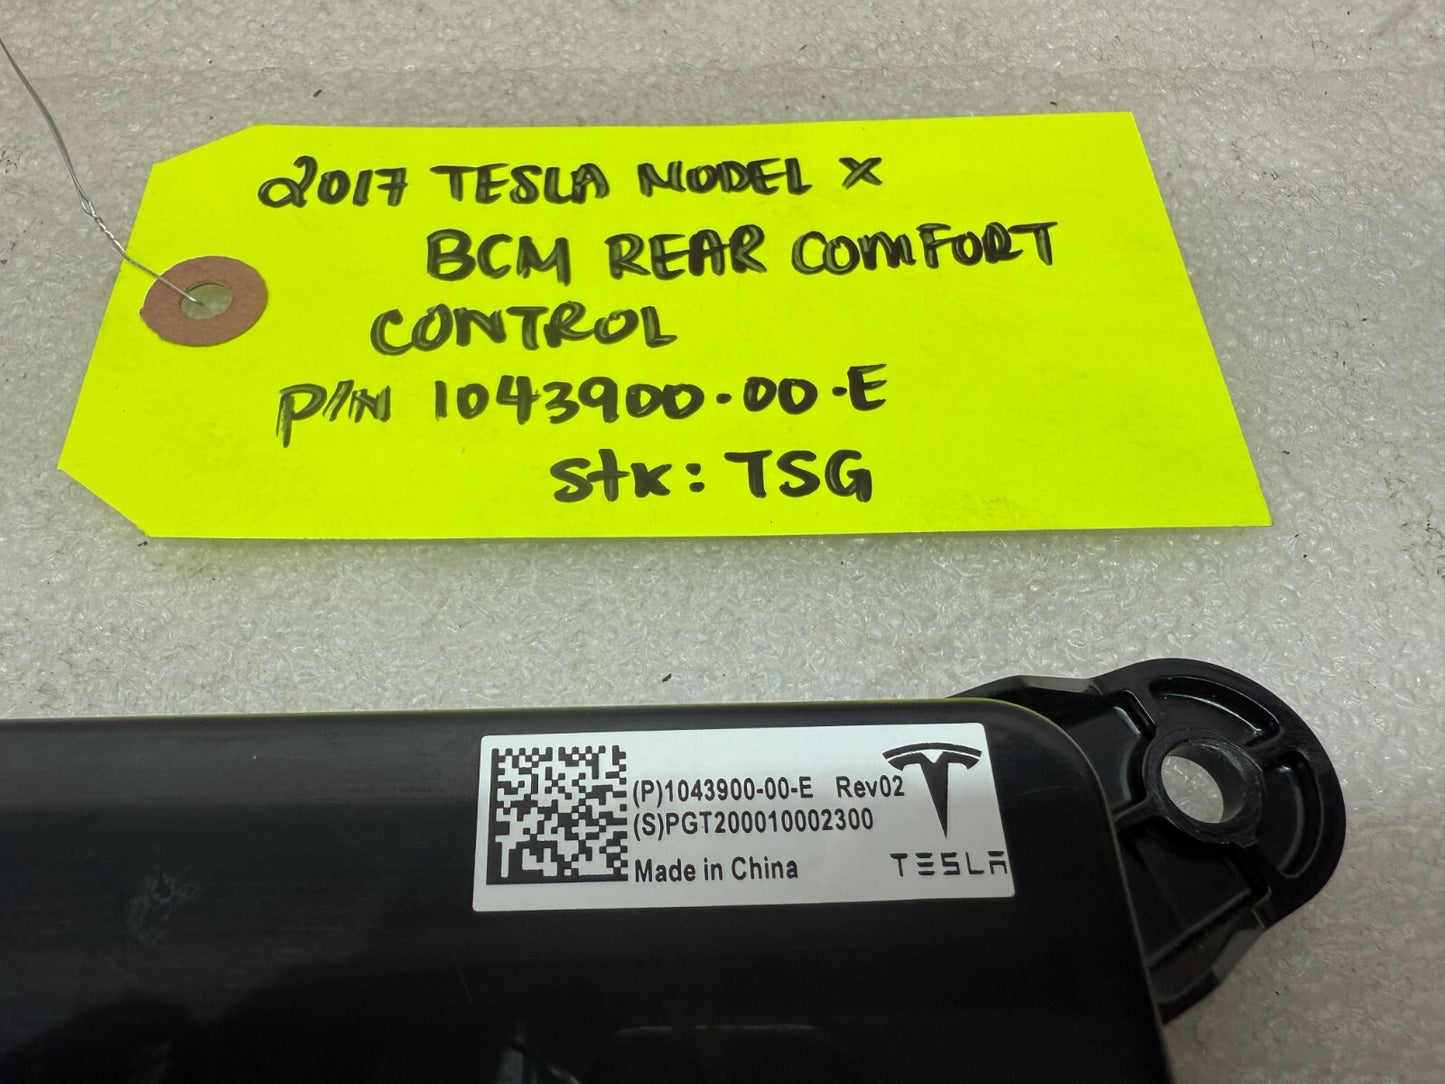 2017 TESLA MODEL X
BCM REAR COMFORT
CONTROL
P/N 1043900-00-E
Stk: TSG
(P)1043900-00-E Rev02
(S)PGT200010002300
Made in China
TESLA